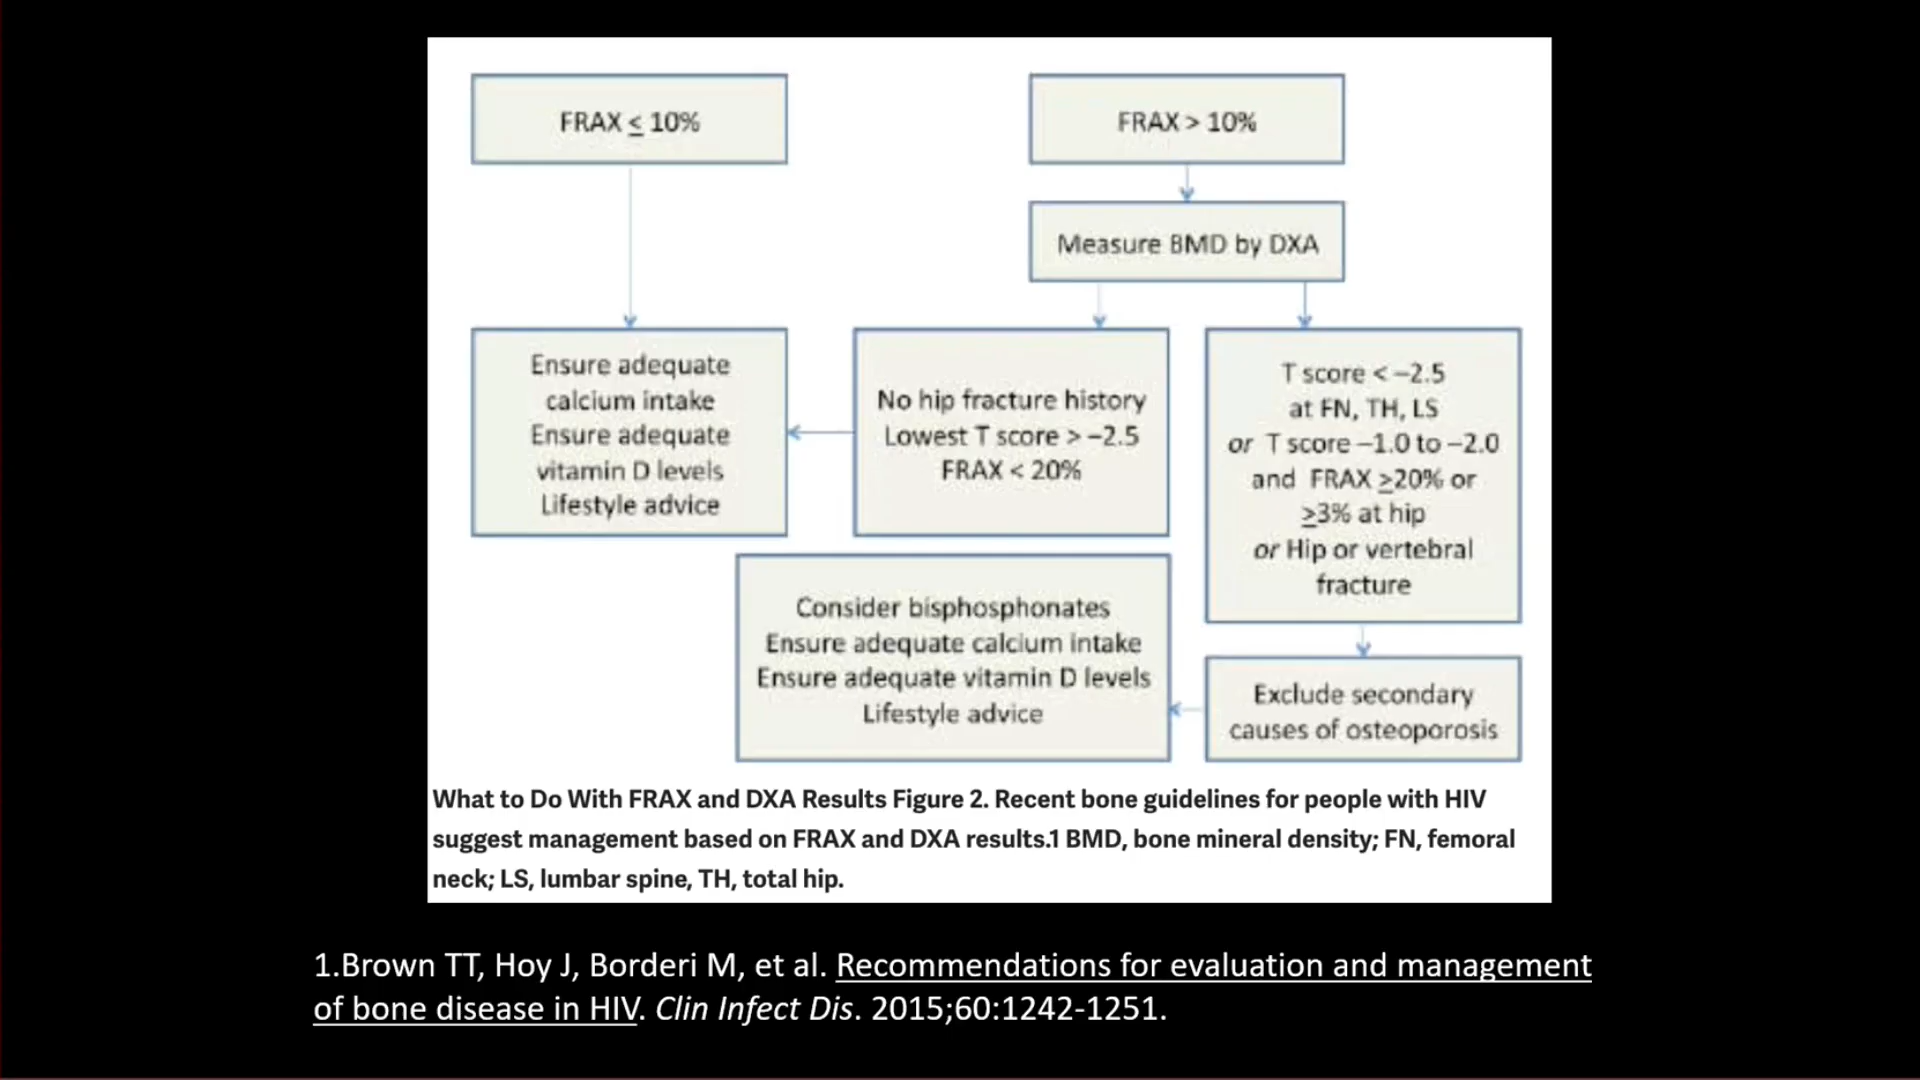 FRAX ≤ 10%
FRAX > 10%
Measure BMD by DXA
Ensure adequate
calcium intake
Ensure adequate
vitamin D levels
Lifestyle advice
No hip fracture history
Lowest T score > –2.5
FRAX < 20%
T score < –2.5
at FN, TH, LS
or T score –1.0 to –2.0
and FRAX ≥20% or
≥3% at hip
or Hip or vertebral
fracture
Consider bisphosphonates
Ensure adequate calcium intake
Ensure adequate vitamin D levels
Lifestyle advice
Exclude secondary
causes of osteoporosis
What to Do With FRAX and DXA Results Figure 2. Recent bone guidelines for people with HIV
suggest management based on FRAX and DXA results.1 BMD, bone mineral density; FN, femoral
neck; LS, lumbar spine, TH, total hip.
1.Brown TT, Hoy J, Borderi M, et al. Recommendations for evaluation and management
of bone disease in HIV. Clin Infect Dis. 2015;60:1242-1251.